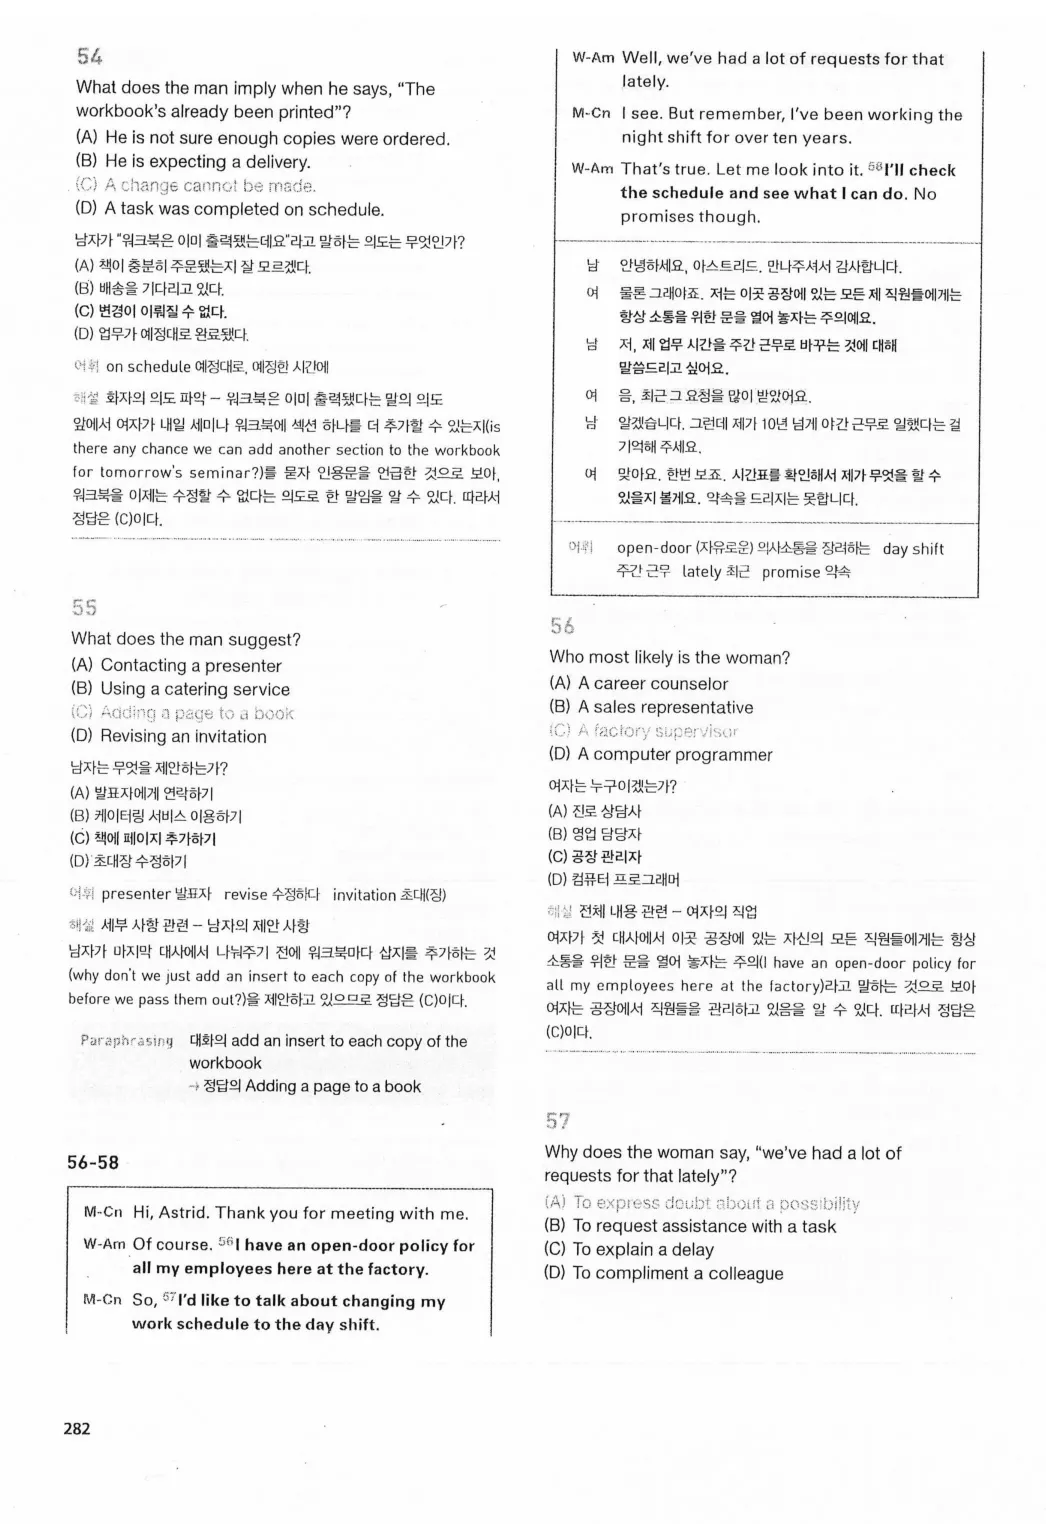 54
What does the man imply when he says, “The
workbook’s already been printed”?
(A) He is not sure enough copies were ordered.
(B) He is expecting a delivery.
(C) A change cannot be made.
(D) A task was completed on schedule.
남자가 "워크북은 이미 출력됐는데요"라고 말하는 의도는 무엇인가?
(A) 책이 충분히 주문됐는지 잘 모르겠다.
(B) 배송을 기다리고 있다.
(C) 변경이 이뤄질 수 없다.
(D) 업무가 예정대로 완료됐다.
어휘 on schedule 예정대로, 예정한 시간에
해설 화자의 의도 파악 – 워크북은 이미 출력됐다는 말의 의도
앞에서 여자가 내일 세미나 워크북에 섹션 하나를 더 추가할 수 있는지(is
there any chance we can add another section to the workbook
for tomorrow's seminar?)를 묻자 인용문을 언급한 것으로 보아,
워크북을 이제는 수정할 수 없다는 의도로 한 말임을 알 수 있다. 따라서
정답은 (C)이다.
55
What does the man suggest?
(A) Contacting a presenter
(B) Using a catering service
(C) Adding a page to a book
(D) Revising an invitation
남자는 무엇을 제안하는가?
(A) 발표자에게 연락하기
(B) 케이터링 서비스 이용하기
(C) 책에 페이지 추가하기
(D) 초대장 수정하기
어휘 presenter 발표자 revise 수정하다 invitation 초대(장)
해설 세부 사항 관련 – 남자의 제안 사항
남자가 마지막 대사에서 나눠주기 전에 워크북마다 삽지를 추가하는 것
(why don't we just add an insert to each copy of the workbook
before we pass them out?)을 제안하고 있으므로 정답은 (C)이다.
Paraphrasing 대화의 add an insert to each copy of the
workbook
→ 정답의 Adding a page to a book
56-58
M-Cn Hi, Astrid. Thank you for meeting with me.
W-Am Of course. 56I have an open-door policy for
all my employees here at the factory.
M-Cn So, 57I’d like to talk about changing my
work schedule to the day shift.
282
W-Am Well, we’ve had a lot of requests for that
lately.
M-Cn I see. But remember, I’ve been working the
night shift for over ten years.
W-Am That’s true. Let me look into it. 58I’ll check
the schedule and see what I can do. No
promises though.
남 안녕하세요, 아스트리드. 만나주셔서 감사합니다.
여 물론 그래야죠. 저는 이곳 공장에 있는 모든 제 직원들에게는
항상 소통을 위한 문을 열어 놓자는 주의예요.
남 저, 제 업무 시간을 주간 근무로 바꾸는 것에 대해
말씀드리고 싶어요.
여 음, 최근 그 요청을 많이 받았어요.
남 알겠습니다. 그런데 제가 10년 넘게 야간 근무로 일했다는 걸
기억해 주세요.
여 맞아요. 한번 보죠. 시간표를 확인해서 제가 무엇을 할 수
있을지 볼게요. 약속을 드리지는 못합니다.
어휘 open-door (자유로운) 의사소통을 장려하는 day shift
주간 근무 lately 최근 promise 약속
56
Who most likely is the woman?
(A) A career counselor
(B) A sales representative
(C) A factory supervisor
(D) A computer programmer
여자는 누구이겠는가?
(A) 진로 상담사
(B) 영업 담당자
(C) 공장 관리자
(D) 컴퓨터 프로그래머
해설 전체 내용 관련 – 여자의 직업
여자가 첫 대사에서 이곳 공장에 있는 자신의 모든 직원들에게는 항상
소통을 위한 문을 열어 놓자는 주의(I have an open-door policy for
all my employees here at the factory)라고 말하는 것으로 보아
여자는 공장에서 직원들을 관리하고 있음을 알 수 있다. 따라서 정답은
(C)이다.
57
Why does the woman say, “we’ve had a lot of
requests for that lately”?
(A) To express doubt about a possibility
(B) To request assistance with a task
(C) To explain a delay
(D) To compliment a colleague